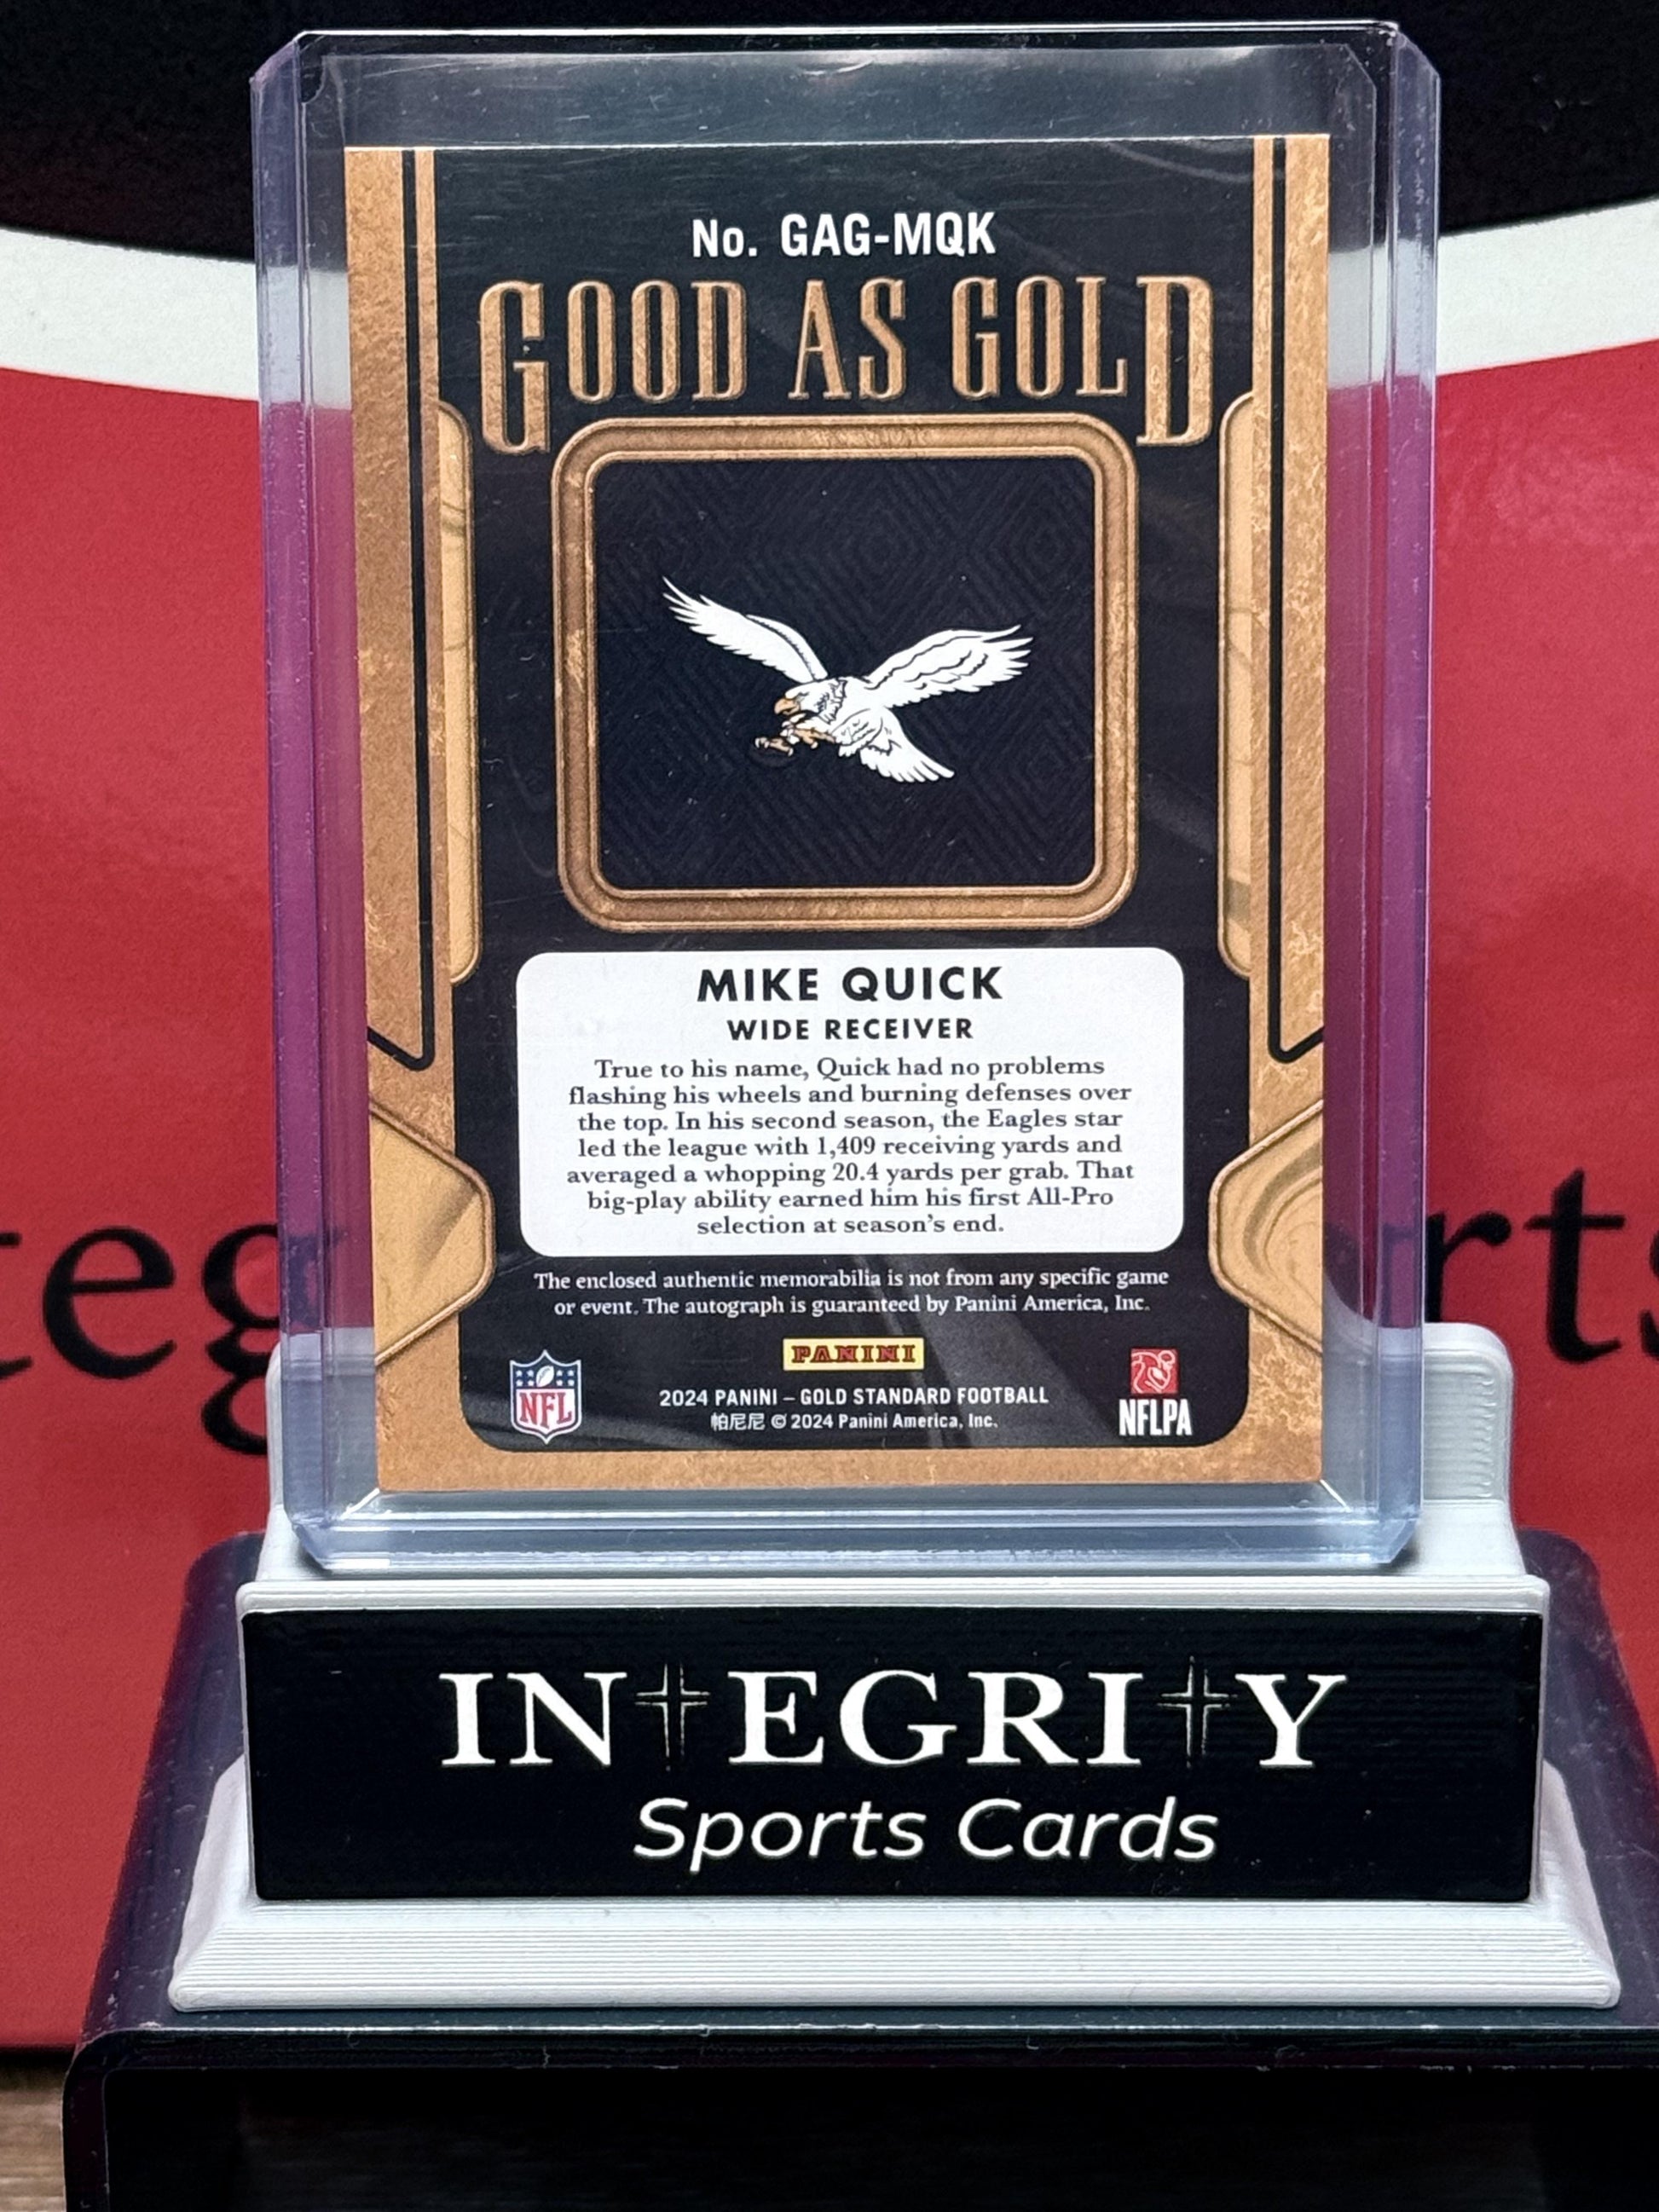 No. GAG-MQK
GOOD AS GOLD
MIKE QUICK
WIDE RECEIVER
True to his name, Quick had no problems
flashing his wheels and burning defenses over
the top. In his second season, the Eagles star
led the league with 1,409 receiving yards and
averaged a whopping 20.4 yards per grab. That
big-play ability earned him his first All-Pro
selection at season's end.
The enclosed authentic memorabilia is not from any specific game
or event. The autograph is guaranteed by Panini America, Inc.
PANINI
NFL
2024 PANINI – GOLD STANDARD FOOTBALL
帕尼尼 © 2024 Panini America, Inc.
NFLPA
INTEGRITY
Sports Cards